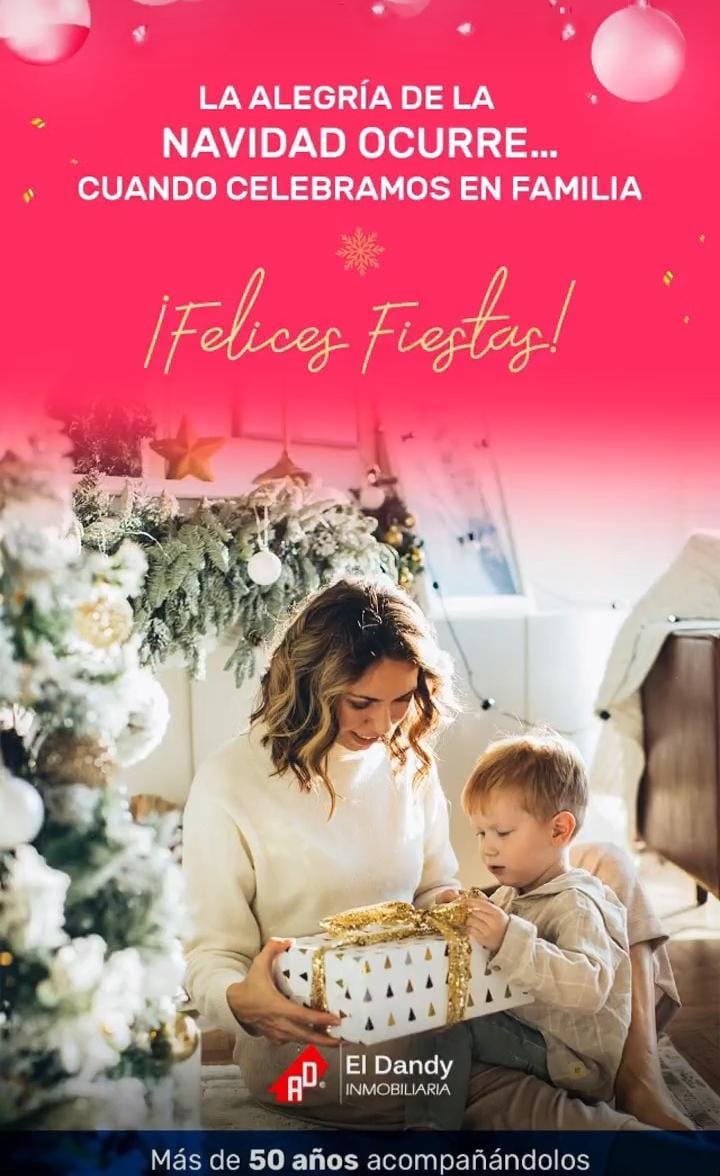 LA ALEGRÍA DE LA
NAVIDAD OCURRE...
CUANDO CELEBRAMOS EN FAMILIA
¡Felices Fiestas!
AD®
El Dandy
INMOBILIARIA
Más de 50 años acompañándolos